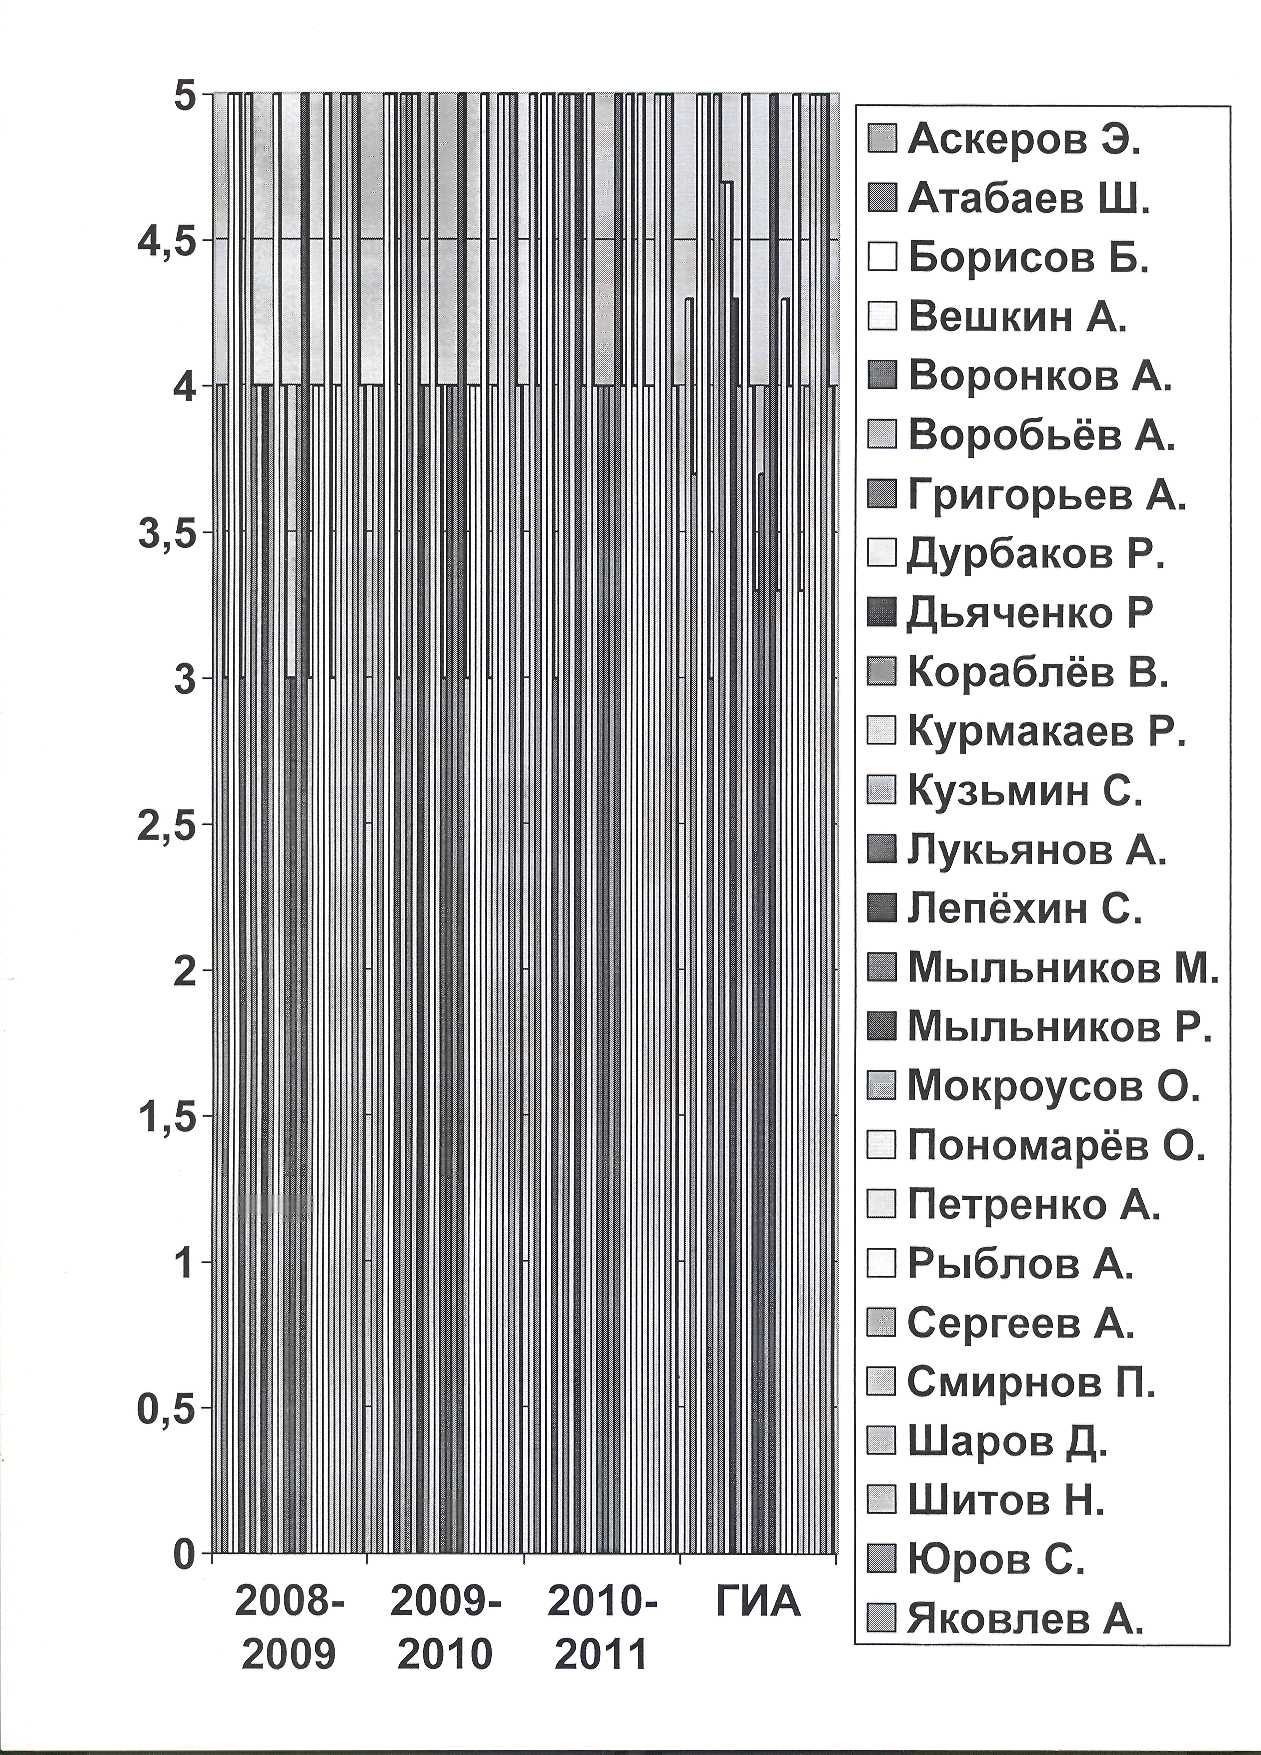 5
4,5
4
3,5
3
2,5
2
1,5
1
0,5
0
2008-
2009
2009-
2010
2010-
2011
ГИА
Аскеров Э.
Атабаев Ш.
Борисов Б.
Вешкин А.
Воронков А.
Воробьёв А.
Григорьев А.
Дурбаков Р.
Дьяченко Р
Кораблёв В.
Курмакаев Р.
Кузьмин С.
Лукьянов А.
Лепёхин С.
Мыльников М.
Мыльников Р.
Мокроусов О.
Пономарёв О.
Петренко А.
Рыблов А.
Сергеев А.
Смирнов П.
Шаров Д.
Шитов Н.
Юров С.
Яковлев А.